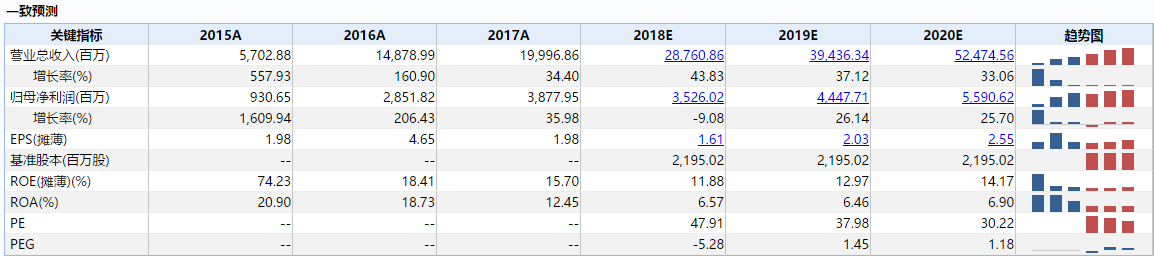 一致预测
关键指标 2015A 2016A 2017A 2018E 2019E 2020E 趋势图
营业总收入(百万) 5,702.88 14,878.99 19,996.86 28,760.86 39,436.34 52,474.56
增长率(%) 557.93 160.90 34.40 43.83 37.12 33.06
归母净利润(百万) 930.65 2,851.82 3,877.95 3,526.02 4,447.71 5,590.62
增长率(%) 1,609.94 206.43 35.98 -9.08 26.14 25.70
EPS(摊薄) 1.98 4.65 1.98 1.61 2.03 2.55
基准股本(百万股) -- -- -- 2,195.02 2,195.02 2,195.02
ROE(摊薄)(%) 74.23 18.41 15.70 11.88 12.97 14.17
ROA(%) 20.90 18.73 12.45 6.57 6.46 6.90
PE -- -- -- 47.91 37.98 30.22
PEG -- -- -- -5.28 1.45 1.18